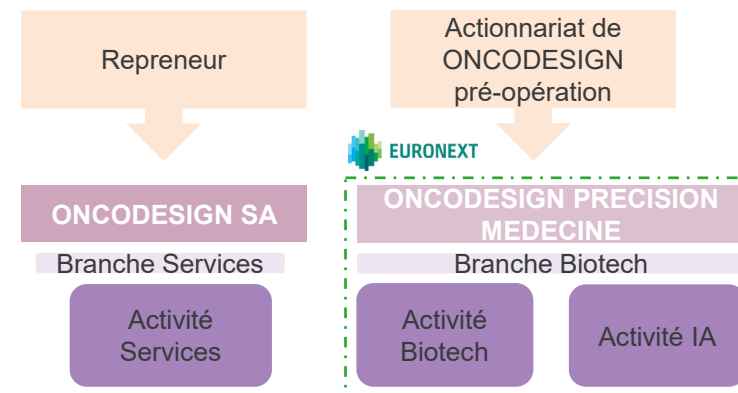 Repreneur
Actionnariat de
ONCODESIGN
pré-opération
EURONEXT
ONCODESIGN SA
ONCODESIGN PRECISION
MEDECINE
Branche Services
Branche Biotech
Activité
Services
Activité
Biotech
Activité IA